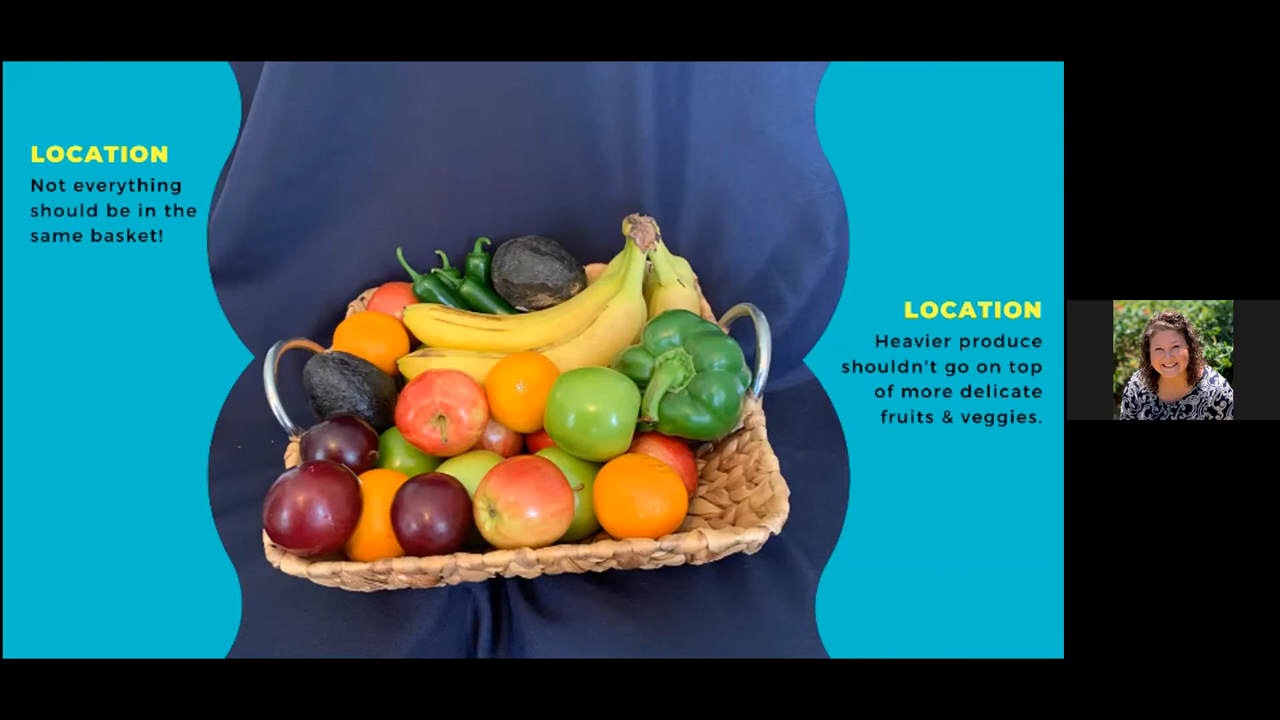 LOCATION
Not everything
should be in the
same basket!
LOCATION
Heavier produce
shouldn't go on top
of more delicate
fruits & veggies.